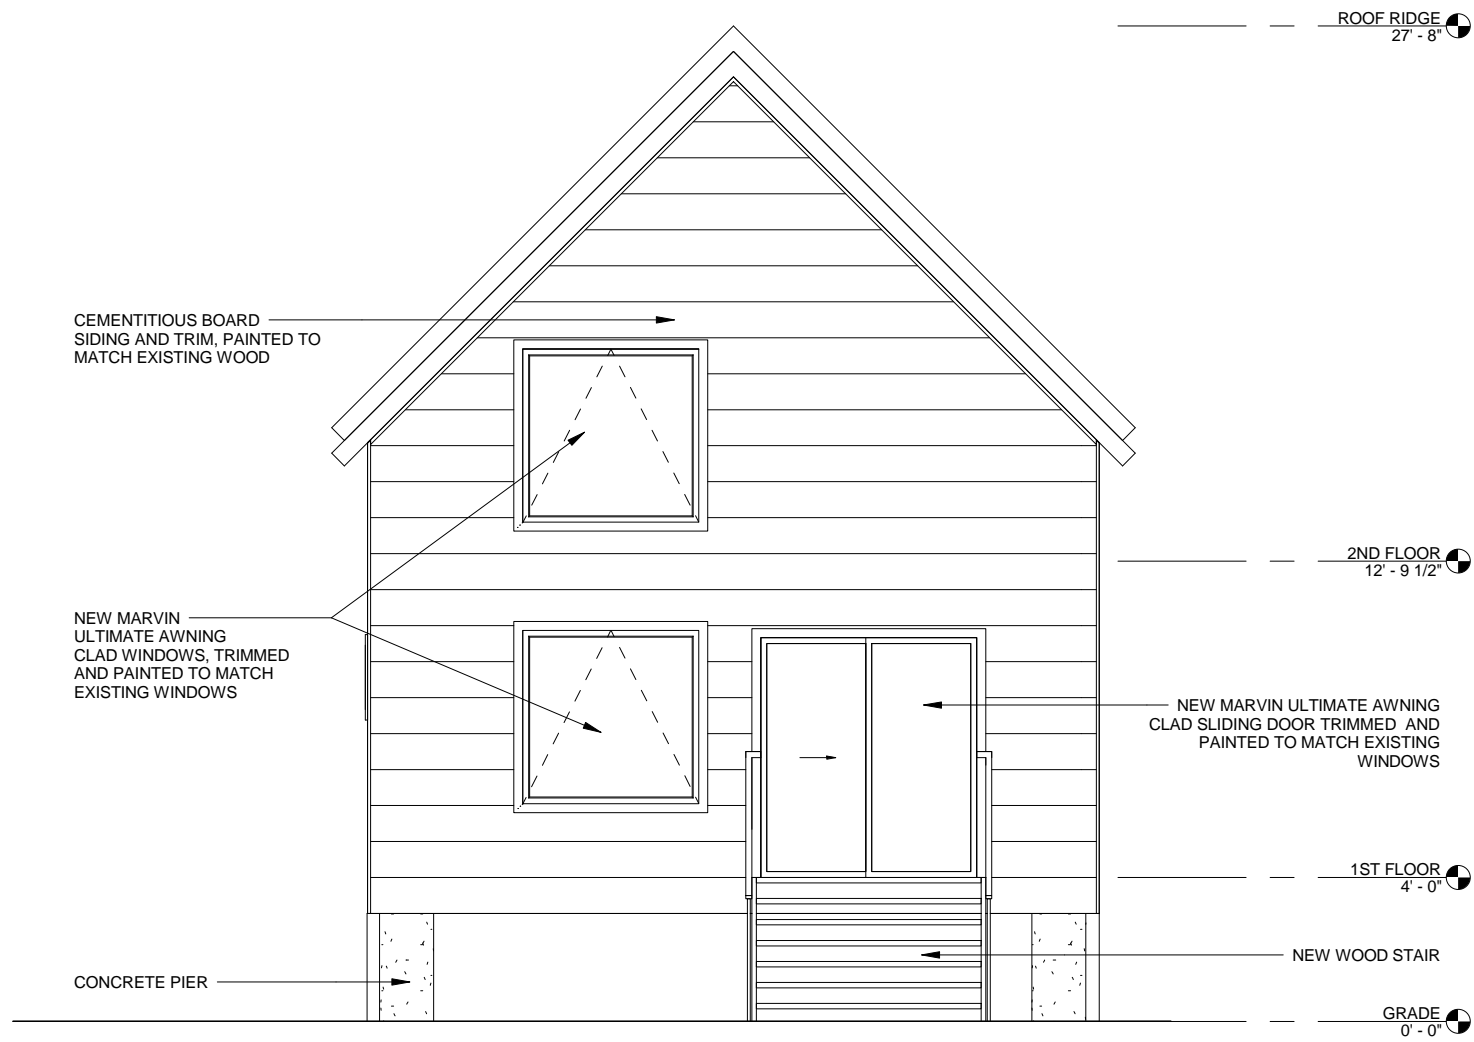 ROOF RIDGE
27' - 8"
CEMENTITIOUS BOARD
SIDING AND TRIM, PAINTED TO
MATCH EXISTING WOOD
2ND FLOOR
12' - 9 1/2"
NEW MARVIN
ULTIMATE AWNING
CLAD WINDOWS, TRIMMED
AND PAINTED TO MATCH
EXISTING WINDOWS
NEW MARVIN ULTIMATE AWNING
CLAD SLIDING DOOR TRIMMED AND
PAINTED TO MATCH EXISTING
WINDOWS
1ST FLOOR
4' - 0"
NEW WOOD STAIR
CONCRETE PIER
GRADE
0' - 0"